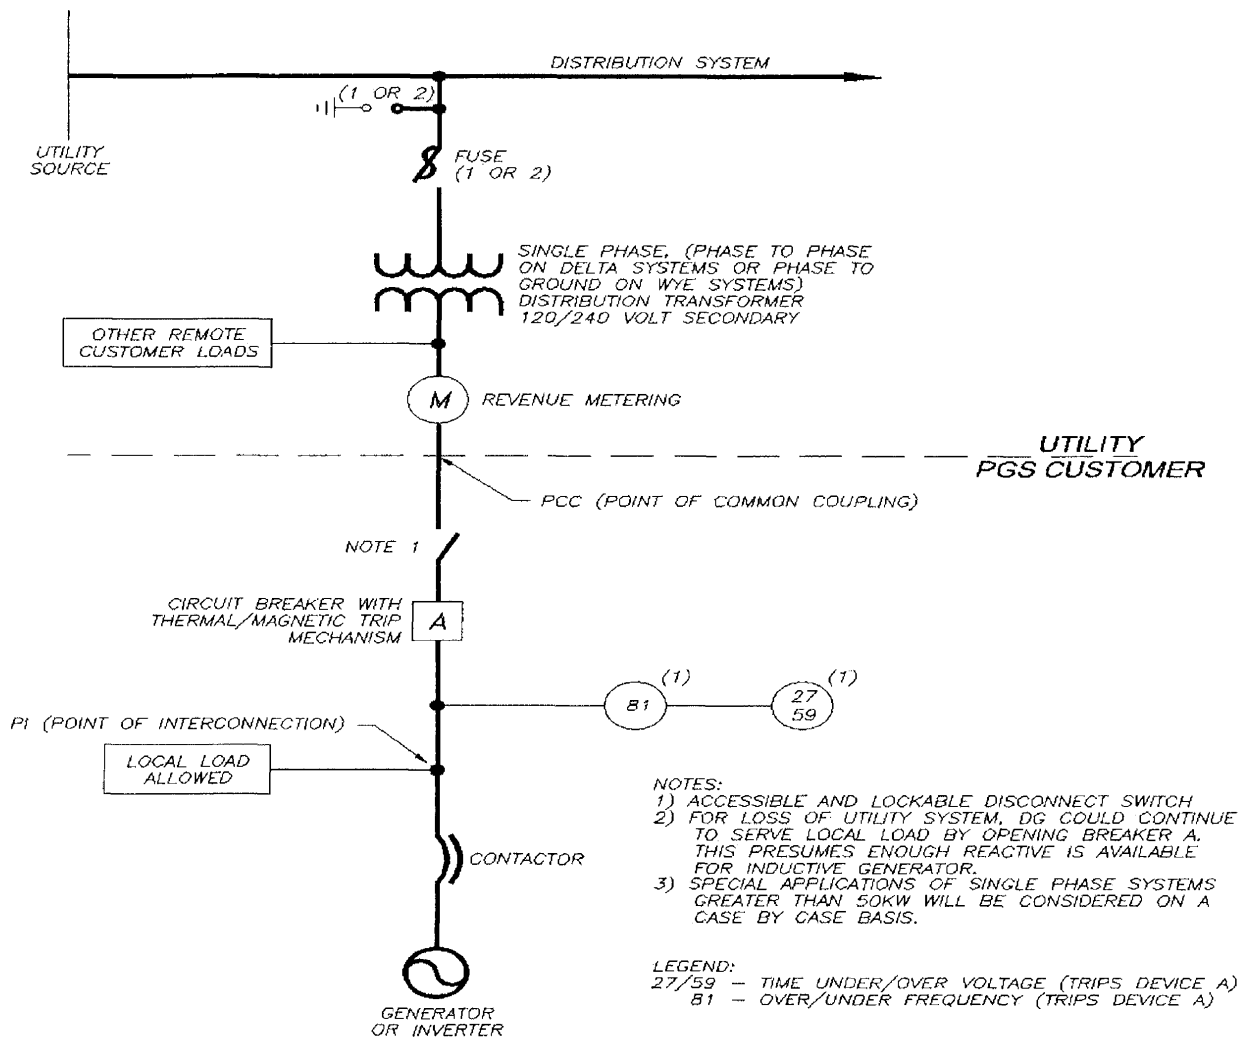 DISTRIBUTION SYSTEM
(1 OR 2)
UTILITY
SOURCE
FUSE
(1 OR 2)
SINGLE PHASE, (PHASE TO PHASE
ON DELTA SYSTEMS OR PHASE TO
GROUND ON WYE SYSTEMS)
DISTRIBUTION TRANSFORMER
120/240 VOLT SECONDARY
OTHER REMOTE
CUSTOMER LOADS
M
REVENUE METERING
UTILITY
PGS CUSTOMER
PCC (POINT OF COMMON COUPLING)
NOTE 1
CIRCUIT BREAKER WITH
THERMAL/MAGNETIC TRIP
MECHANISM
A
81
(1)
27
59
(1)
PI (POINT OF INTERCONNECTION)
LOCAL LOAD
ALLOWED
CONTACTOR
GENERATOR
OR INVERTER
NOTES:
1) ACCESSIBLE AND LOCKABLE DISCONNECT SWITCH
2) FOR LOSS OF UTILITY SYSTEM, DG COULD CONTINUE
TO SERVE LOCAL LOAD BY OPENING BREAKER A.
THIS PRESUMES ENOUGH REACTIVE IS AVAILABLE
FOR INDUCTIVE GENERATOR.
3) SPECIAL APPLICATIONS OF SINGLE PHASE SYSTEMS
GREATER THAN 50KW WILL BE CONSIDERED ON A
CASE BY CASE BASIS.
LEGEND:
27/59 – TIME UNDER/OVER VOLTAGE (TRIPS DEVICE A)
81 – OVER/UNDER FREQUENCY (TRIPS DEVICE A)